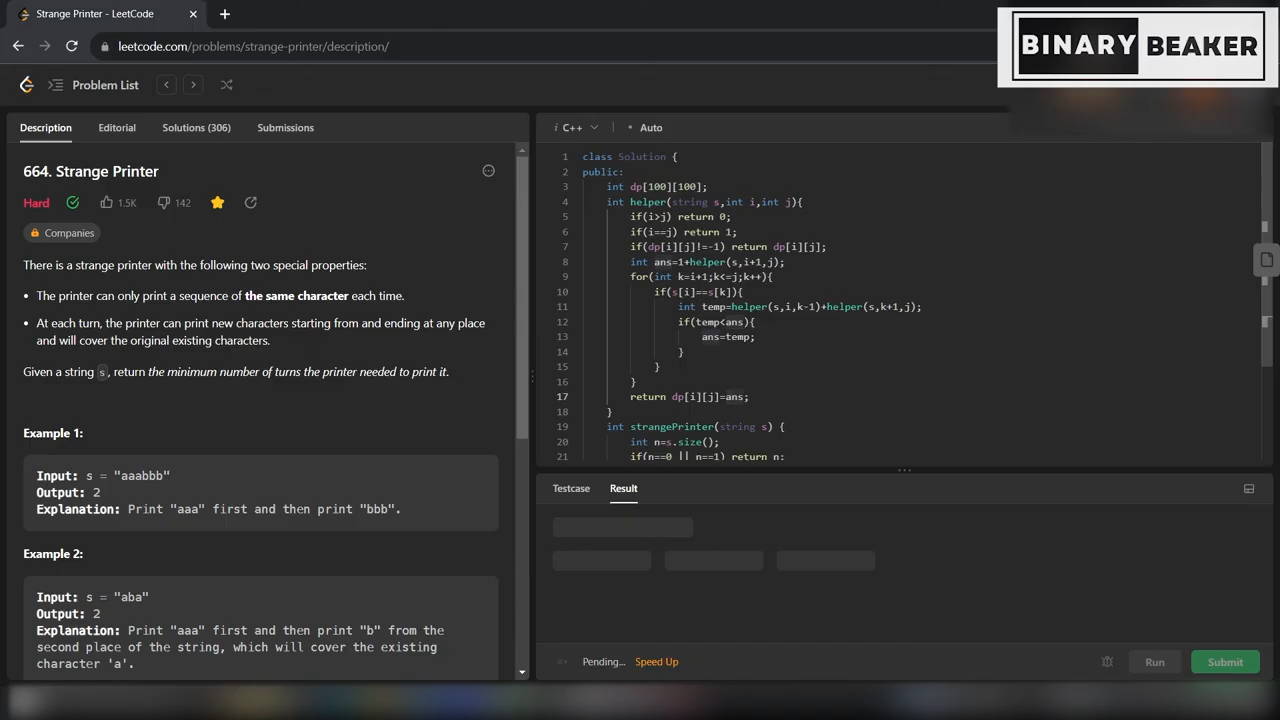 Strange Printer - LeetCode
BINARY BEAKER
leetcode.com/problems/strange-printer/description/
Problem List
Description Editorial Solutions (306) Submissions
664. Strange Printer
Hard 1.5K 142
Companies
There is a strange printer with the following two special properties:
• The printer can only print a sequence of the same character each time.
• At each turn, the printer can print new characters starting from and ending at any place
and will cover the original existing characters.
Given a string s, return the minimum number of turns the printer needed to print it.
Example 1:
Input: s = "aaabbb"
Output: 2
Explanation: Print "aaa" first and then print "bbb".
Example 2:
Input: s = "aba"
Output: 2
Explanation: Print "aaa" first and then print "b" from the
second place of the string, which will cover the existing
character 'a'.
i C++ • Auto
1 class Solution {
2 public:
3 int dp[100][100];
4 int helper(string s,int i,int j){
5 if(i>j) return 0;
6 if(i==j) return 1;
7 if(dp[i][j]!=-1) return dp[i][j];
8 int ans=1+helper(s,i+1,j);
9 for(int k=i+1;k<=j;k++){
10 if(s[i]==s[k]){
11 int temp=helper(s,i,k-1)+helper(s,k+1,j);
12 if(temp<ans){
13 ans=temp;
14 }
15 }
16 }
17 return dp[i][j]=ans;
18 }
19 int strangePrinter(string s) {
20 int n=s.size();
21 if(n==0 || n==1) return n;
Testcase Result
Pending... Speed Up
Run Submit